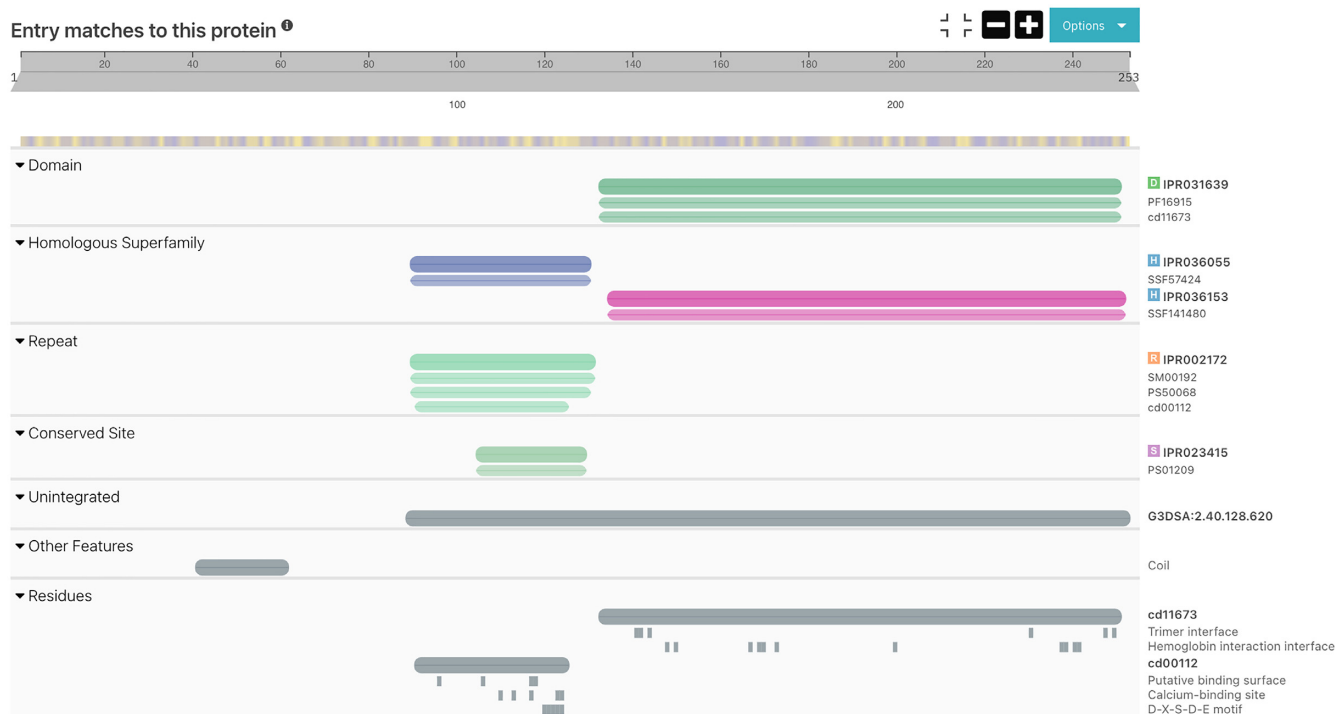 Entry matches to this protein
Options
20 40 60 80 100 120 140 160 180 200 220 240
1 253
100 200
Domain
D IPR031639
PF16915
cd11673
Homologous Superfamily
H IPR036055
SSF57424
H IPR036153
SSF141480
Repeat
R IPR002172
SM00192
PS50068
cd00112
Conserved Site
S IPR023415
PS01209
Unintegrated
G3DSA:2.40.128.620
Other Features
Coil
Residues
cd11673
Trimer interface
Hemoglobin interaction interface
cd00112
Putative binding surface
Calcium-binding site
D-X-S-D-E motif